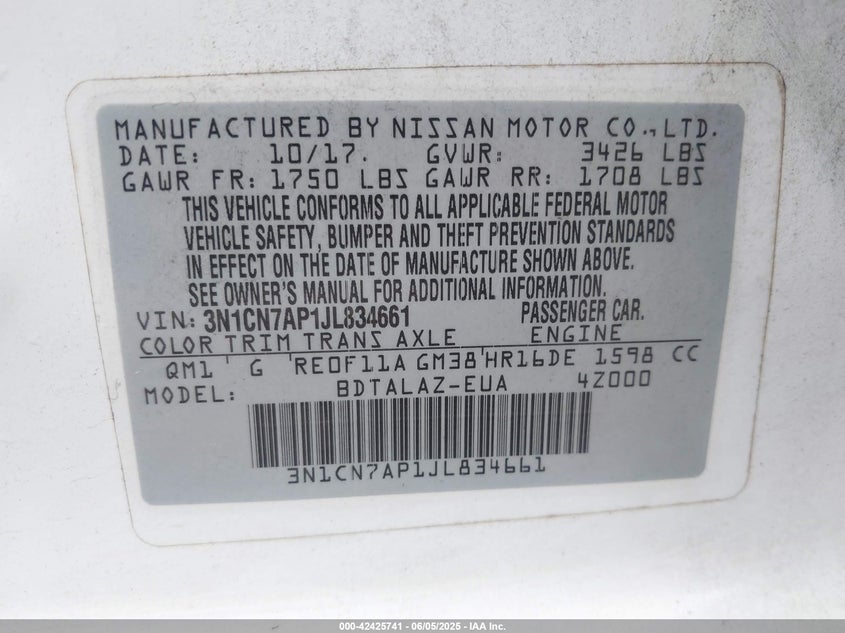 MANUFACTURED BY NISSAN MOTOR CO., LTD.
DATE: 10/17. GVWR: 3426 LBS
GAWR FR: 1750 LBS GAWR RR: 1708 LBS
THIS VEHICLE CONFORMS TO ALL APPLICABLE FEDERAL MOTOR
VEHICLE SAFETY, BUMPER AND THEFT PREVENTION STANDARDS
IN EFFECT ON THE DATE OF MANUFACTURE SHOWN ABOVE.
SEE OWNER'S MANUAL FOR ADDITIONAL INFORMATION.
VIN: 3N1CN7AP1JL834661 PASSENGER CAR.
COLOR TRIM TRANS AXLE ENGINE
QM1 G RE0F11A GM38 HR16DE 1598 CC
MODEL: BDTALAZ-EUA 4Z000
3N1CN7AP1JL834661
000-42425741 - 06/05/2025 - IAA Inc.